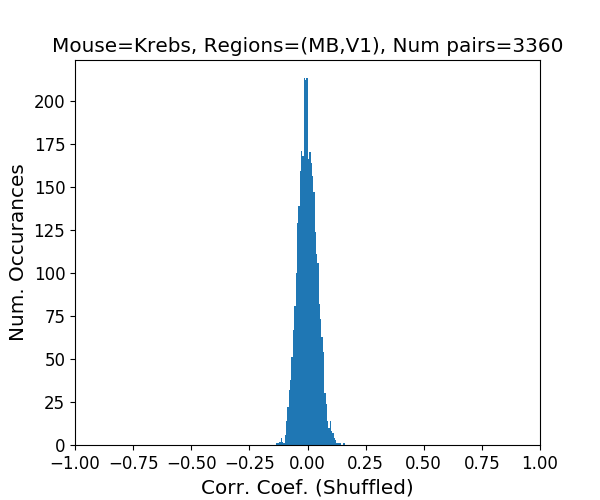 Mouse=Krebs, Regions=(MB,V1), Num pairs=3360
Num. Occurances
200
175
150
125
100
75
50
25
0
−1.00 −0.75 −0.50 −0.25 0.00 0.25 0.50 0.75 1.00
Corr. Coef. (Shuffled)